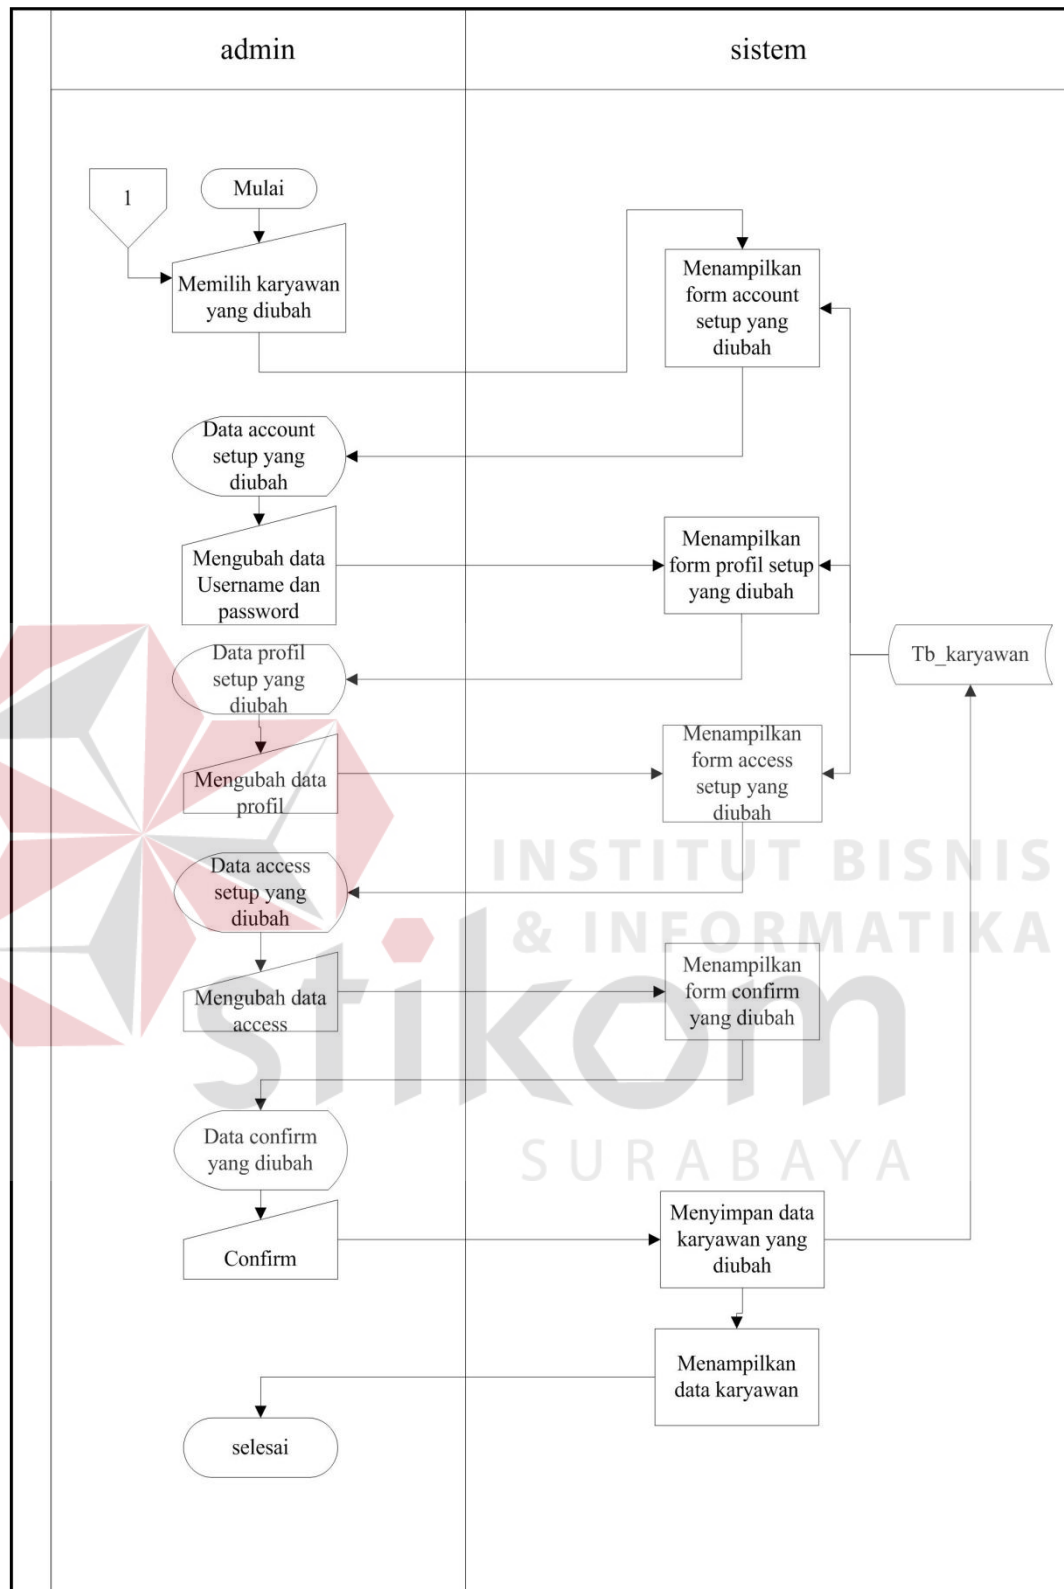 admin
sistem
1
Mulai
Memilih karyawan
yang diubah
Menampilkan
form account
setup yang
diubah
Data account
setup yang
diubah
Mengubah data
Username dan
password
Menampilkan
form profil setup
yang diubah
Data profil
setup yang
diubah
Tb_karyawan
Mengubah data
profil
Menampilkan
form access
setup yang
diubah
Data access
setup yang
diubah
Mengubah data
access
Menampilkan
form confirm
yang diubah
Data confirm
yang diubah
Confirm
Menyimpan data
karyawan yang
diubah
Menampilkan
data karyawan
selesai
INSTITUT BISNIS
& INFORMATIKA
stikom
SURABAYA